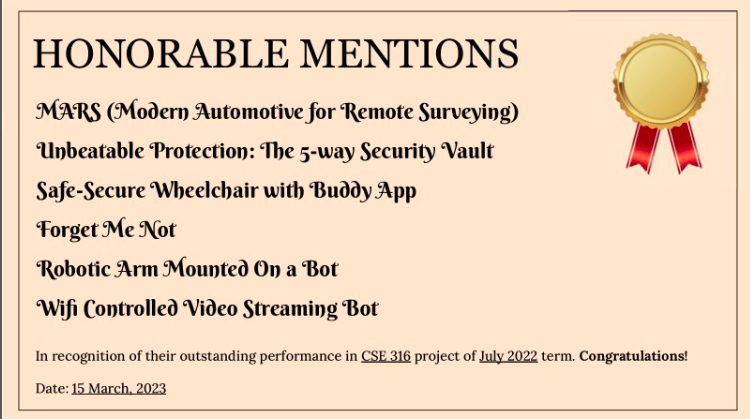 HONORABLE MENTIONS
MARS (Modern Automotive for Remote Surveying)
Unbeatable Protection: The 5-way Security Vault
Safe-Secure Wheelchair with Buddy App
Forget Me Not
Robotic Arm Mounted On a Bot
Wifi Controlled Video Streaming Bot
In recognition of their outstanding performance in CSE 316 project of July 2022 term. Congratulations!
Date: 15 March, 2023